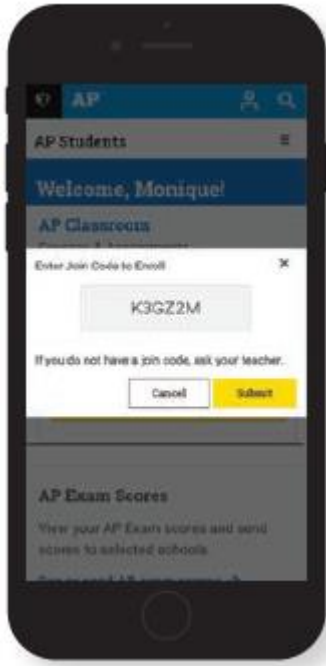 AP
AP Students
Welcome, Monique!
AP Classroom
Enter Join Code to Enroll
K3GZ2M
If you do not have a join code, ask your teacher.
Cancel Submit
AP Exam Scores
View your AP Exam scores and send
scores to selected schools.